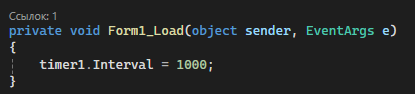 Ссылок: 1
private void Form1_Load(object sender, EventArgs e)
{
    timer1.Interval = 1000;
}